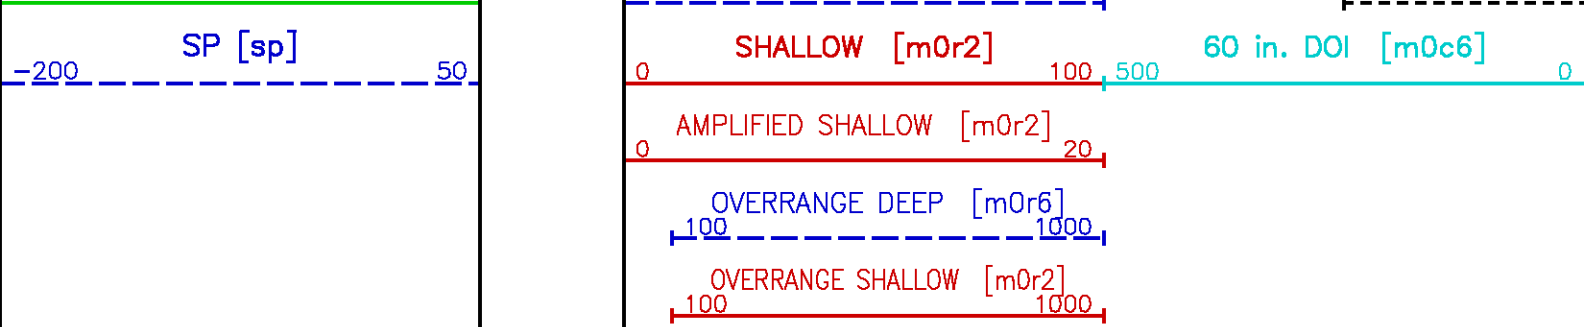 SP [sp]
-200 50
SHALLOW [m0r2]
0 100
60 in. DOI [m0c6]
500 0
AMPLIFIED SHALLOW [m0r2]
0 20
OVERRANGE DEEP [m0r6]
100 1000
OVERRANGE SHALLOW [m0r2]
100 1000